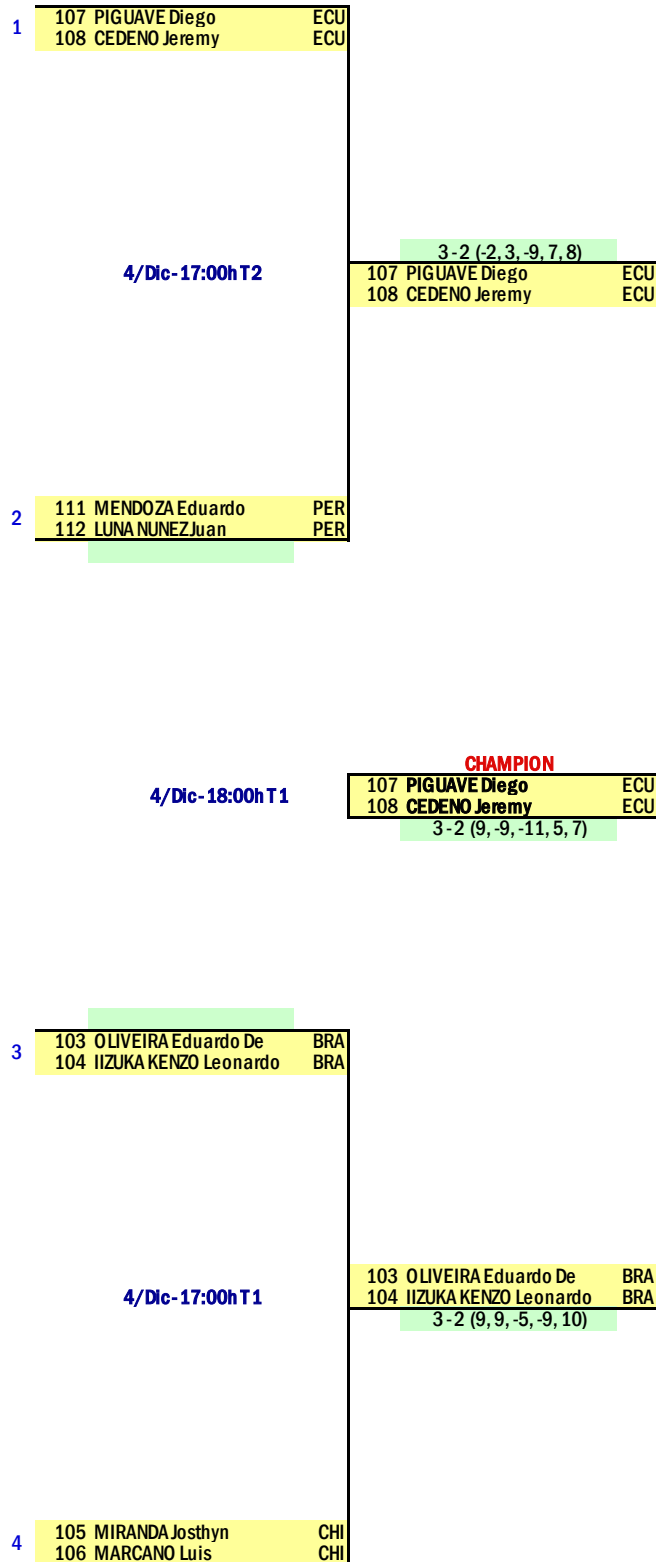 1
107 PIGUAVE Diego ECU
108 CEDENO Jeremy ECU
3 - 2 (-2, 3, -9, 7, 8)
4/Dic - 17:00h T2
107 PIGUAVE Diego ECU
108 CEDENO Jeremy ECU
2
111 MENDOZA Eduardo PER
112 LUNA NUNEZ Juan PER
CHAMPION
4/Dic - 18:00h T1
107 PIGUAVE Diego ECU
108 CEDENO Jeremy ECU
3 - 2 (9, -9, -11, 5, 7)
3
103 OLIVEIRA Eduardo De BRA
104 IIZUKA KENZO Leonardo BRA
4/Dic - 17:00h T1
103 OLIVEIRA Eduardo De BRA
104 IIZUKA KENZO Leonardo BRA
3 - 2 (9, 9, -5, -9, 10)
4
105 MIRANDA Josthyn CHI
106 MARCANO Luis CHI